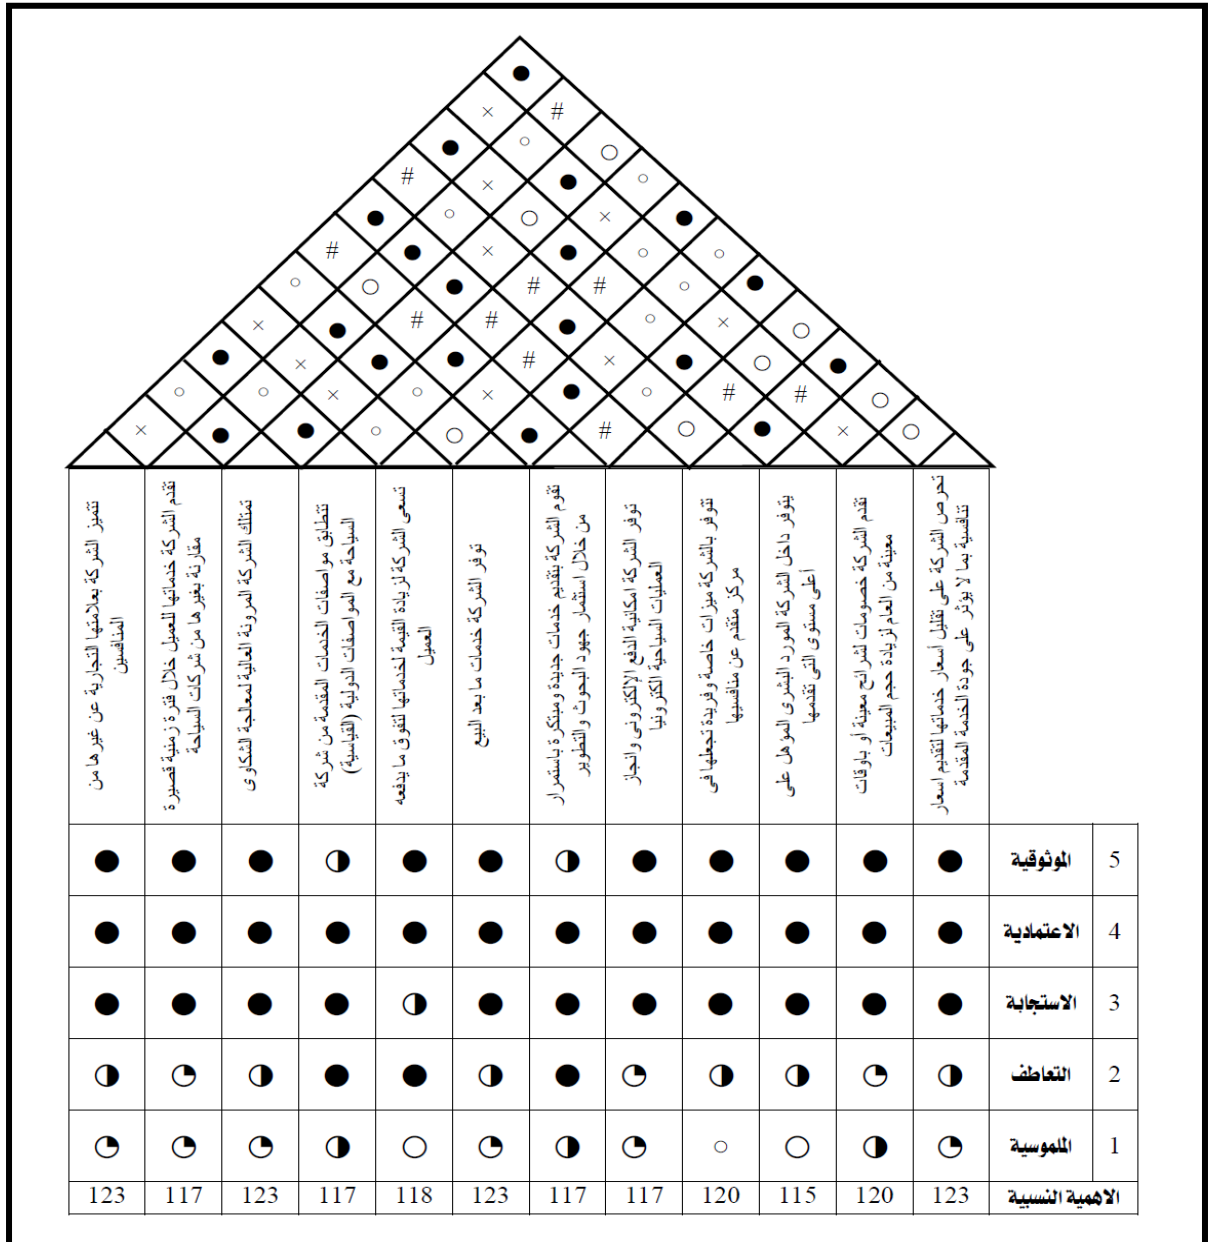 تحرص الشركة على تقليل أسعار خدماتها لتقديم اسعار
تنافسية بما لا يؤثر على جودة الخدمة المقدمة
تقدم الشركة خصومات لشرائح معينة أو باوقات
معينة من العام لزيادة حجم المبيعات
يتوفر داخل الشركة المورد البشرى المؤهل على
أعلى مستوى التى تقدمها
تتوفر بالشركة ميزات خاصة وفريدة تجعلها فى
مركز متقدم عن منافسيها
توفر الشركة امكانية الدفع الإلكترونى وانجاز
العمليات السياحية الكترونيا
تقوم الشركة بتقديم خدمات جديدة ومبتكرة باستمرار
من خلال استثمار جهود البحوث والتطوير
توفر الشركة خدمات ما بعد البيع
تسعى الشركة لزيادة القيمة لخدماتها لتفوق ما يدفعه
العميل
تتطابق مواصفات الخدمات المقدمة من شركة
السياحة مع المواصفات الدولية (القياسية)
تمتلك الشركة المرونة العالية لمعالجة الشكاوى
تقدم الشركة خدماتها للعميل خلال فترة زمنية قصيرة
مقارنة بغيرها من شركات السياحة
تتميز الشركة بعلامتها التجارية عن غيرها من
المنافسين
5 الموثوقية
4 الاعتمادية
3 الاستجابة
2 التعاطف
1 الملموسية
الاهمية النسبية 123 120 115 120 117 117 123 118 117 123 117 123